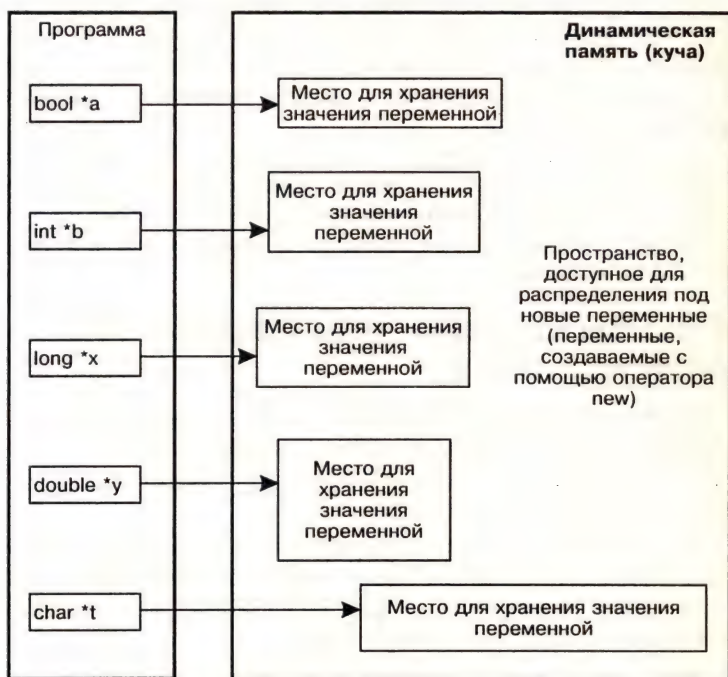 Программа
Динамическая
память (куча)
bool *a
Место для хранения
значения переменной
int *b
Место для хранения
значения
переменной
Пространство,
доступное для
распределения под
новые переменные
(переменные,
создаваемые с
помощью оператора
new)
long *x
Место для хранения
значения
переменной
double *y
Место для
хранения
значения
переменной
char *t
Место для хранения значения
переменной